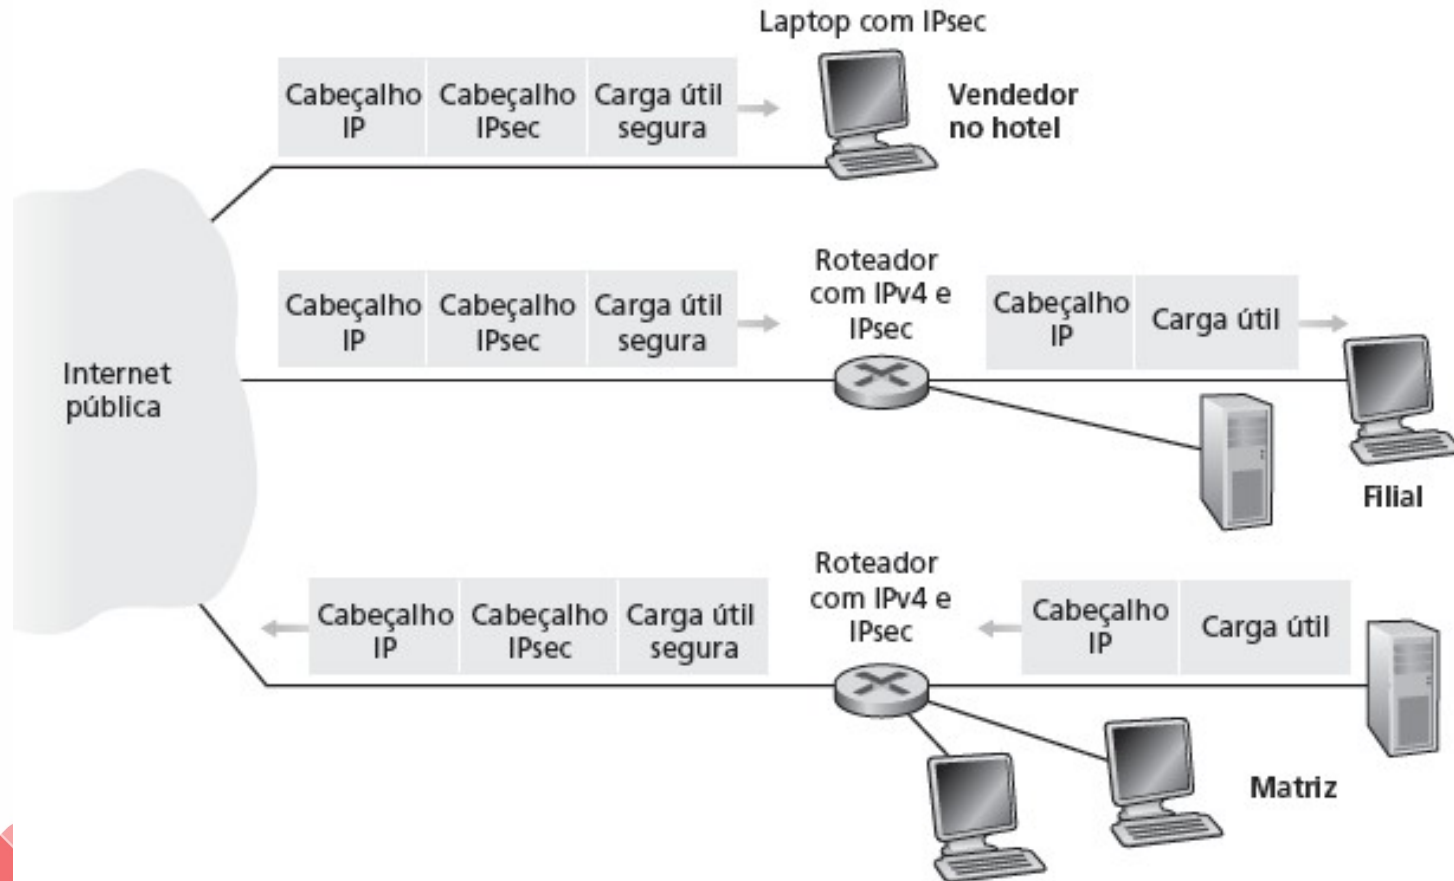 Laptop com IPsec
Cabeçalho
IP
Cabeçalho
IPsec
Carga útil
segura
Vendedor
no hotel
Internet
pública
Cabeçalho
IP
Cabeçalho
IPsec
Carga útil
segura
Roteador
com IPv4 e
IPsec
Cabeçalho
IP
Carga útil
Filial
Cabeçalho
IP
Cabeçalho
IPsec
Carga útil
segura
Roteador
com IPv4 e
IPsec
Cabeçalho
IP
Carga útil
Matriz